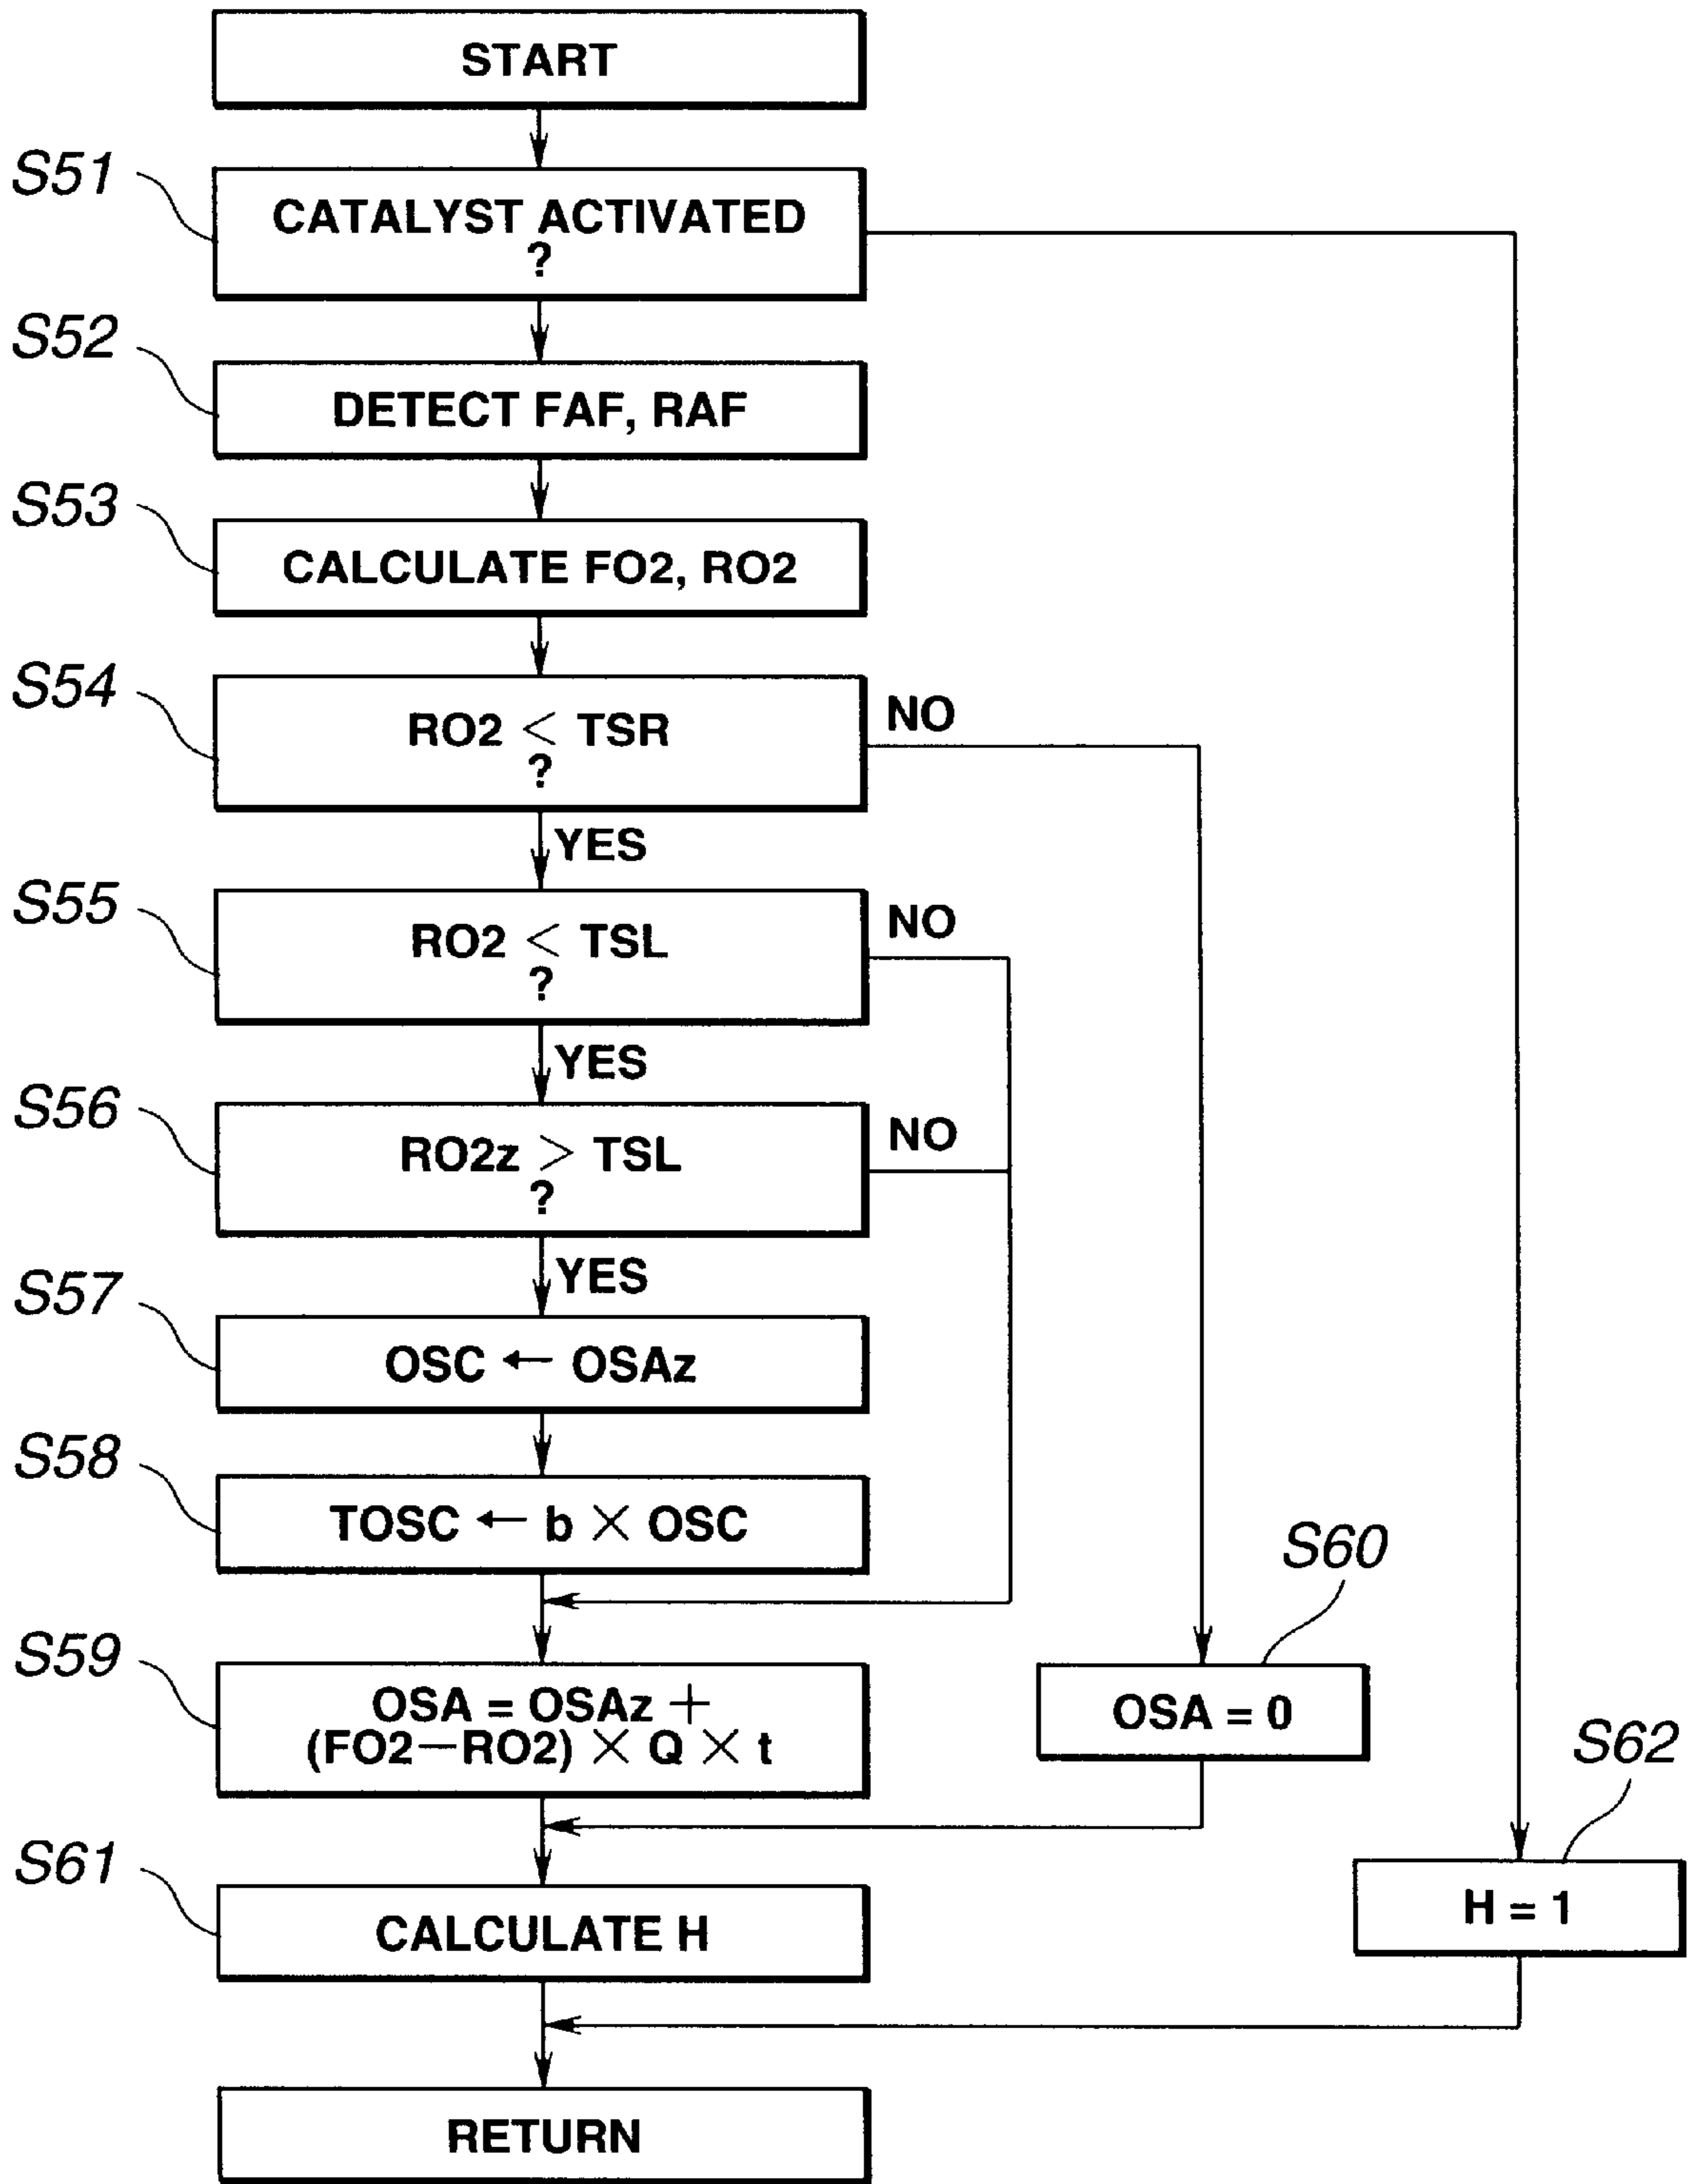 START
S51
CATALYST ACTIVATED
?
S52
DETECT FAF, RAF
S53
CALCULATE FO2, RO2
S54
RO2 < TSR
?
NO
YES
S55
RO2 < TSL
?
NO
YES
S56
RO2z > TSL
?
NO
YES
S57
OSC ← OSAz
S58
TOSC ← b × OSC
S59
OSA = OSAz +
(FO2−RO2) × Q × t
S60
OSA = 0
S61
CALCULATE H
S62
H = 1
RETURN